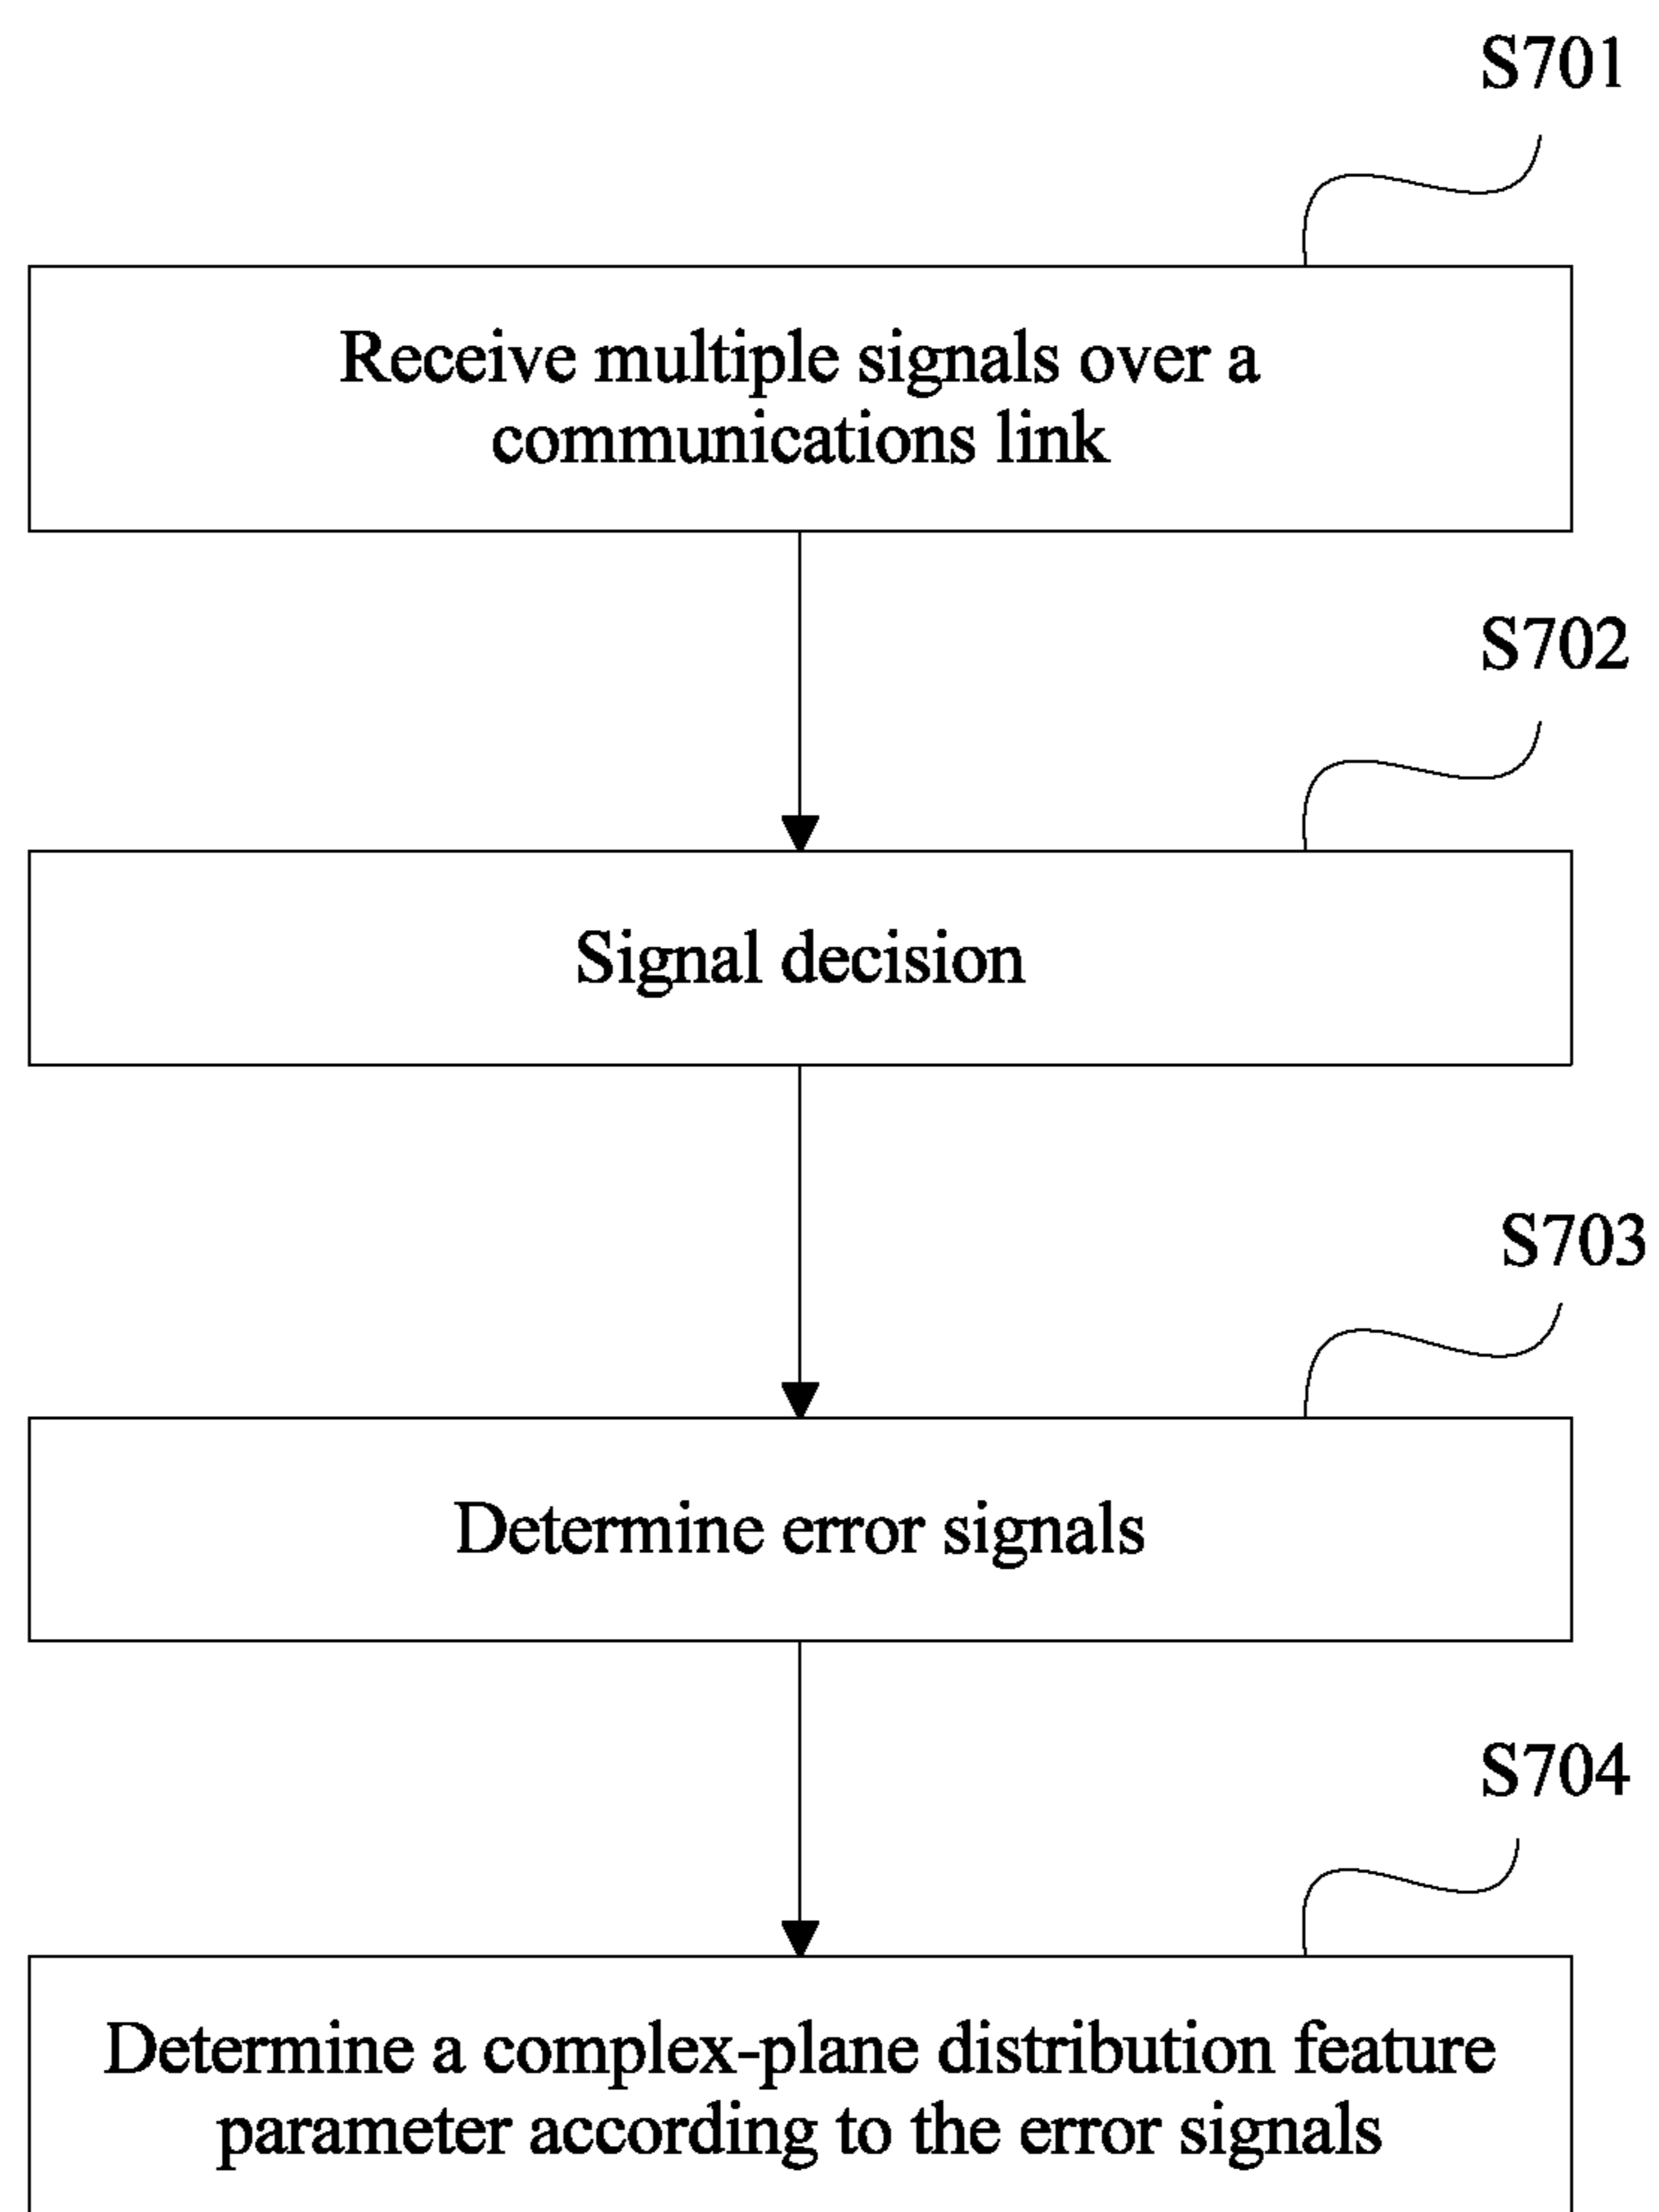 S701
Receive multiple signals over a
communications link
S702
Signal decision
S703
Determine error signals
S704
Determine a complex-plane distribution feature
parameter according to the error signals